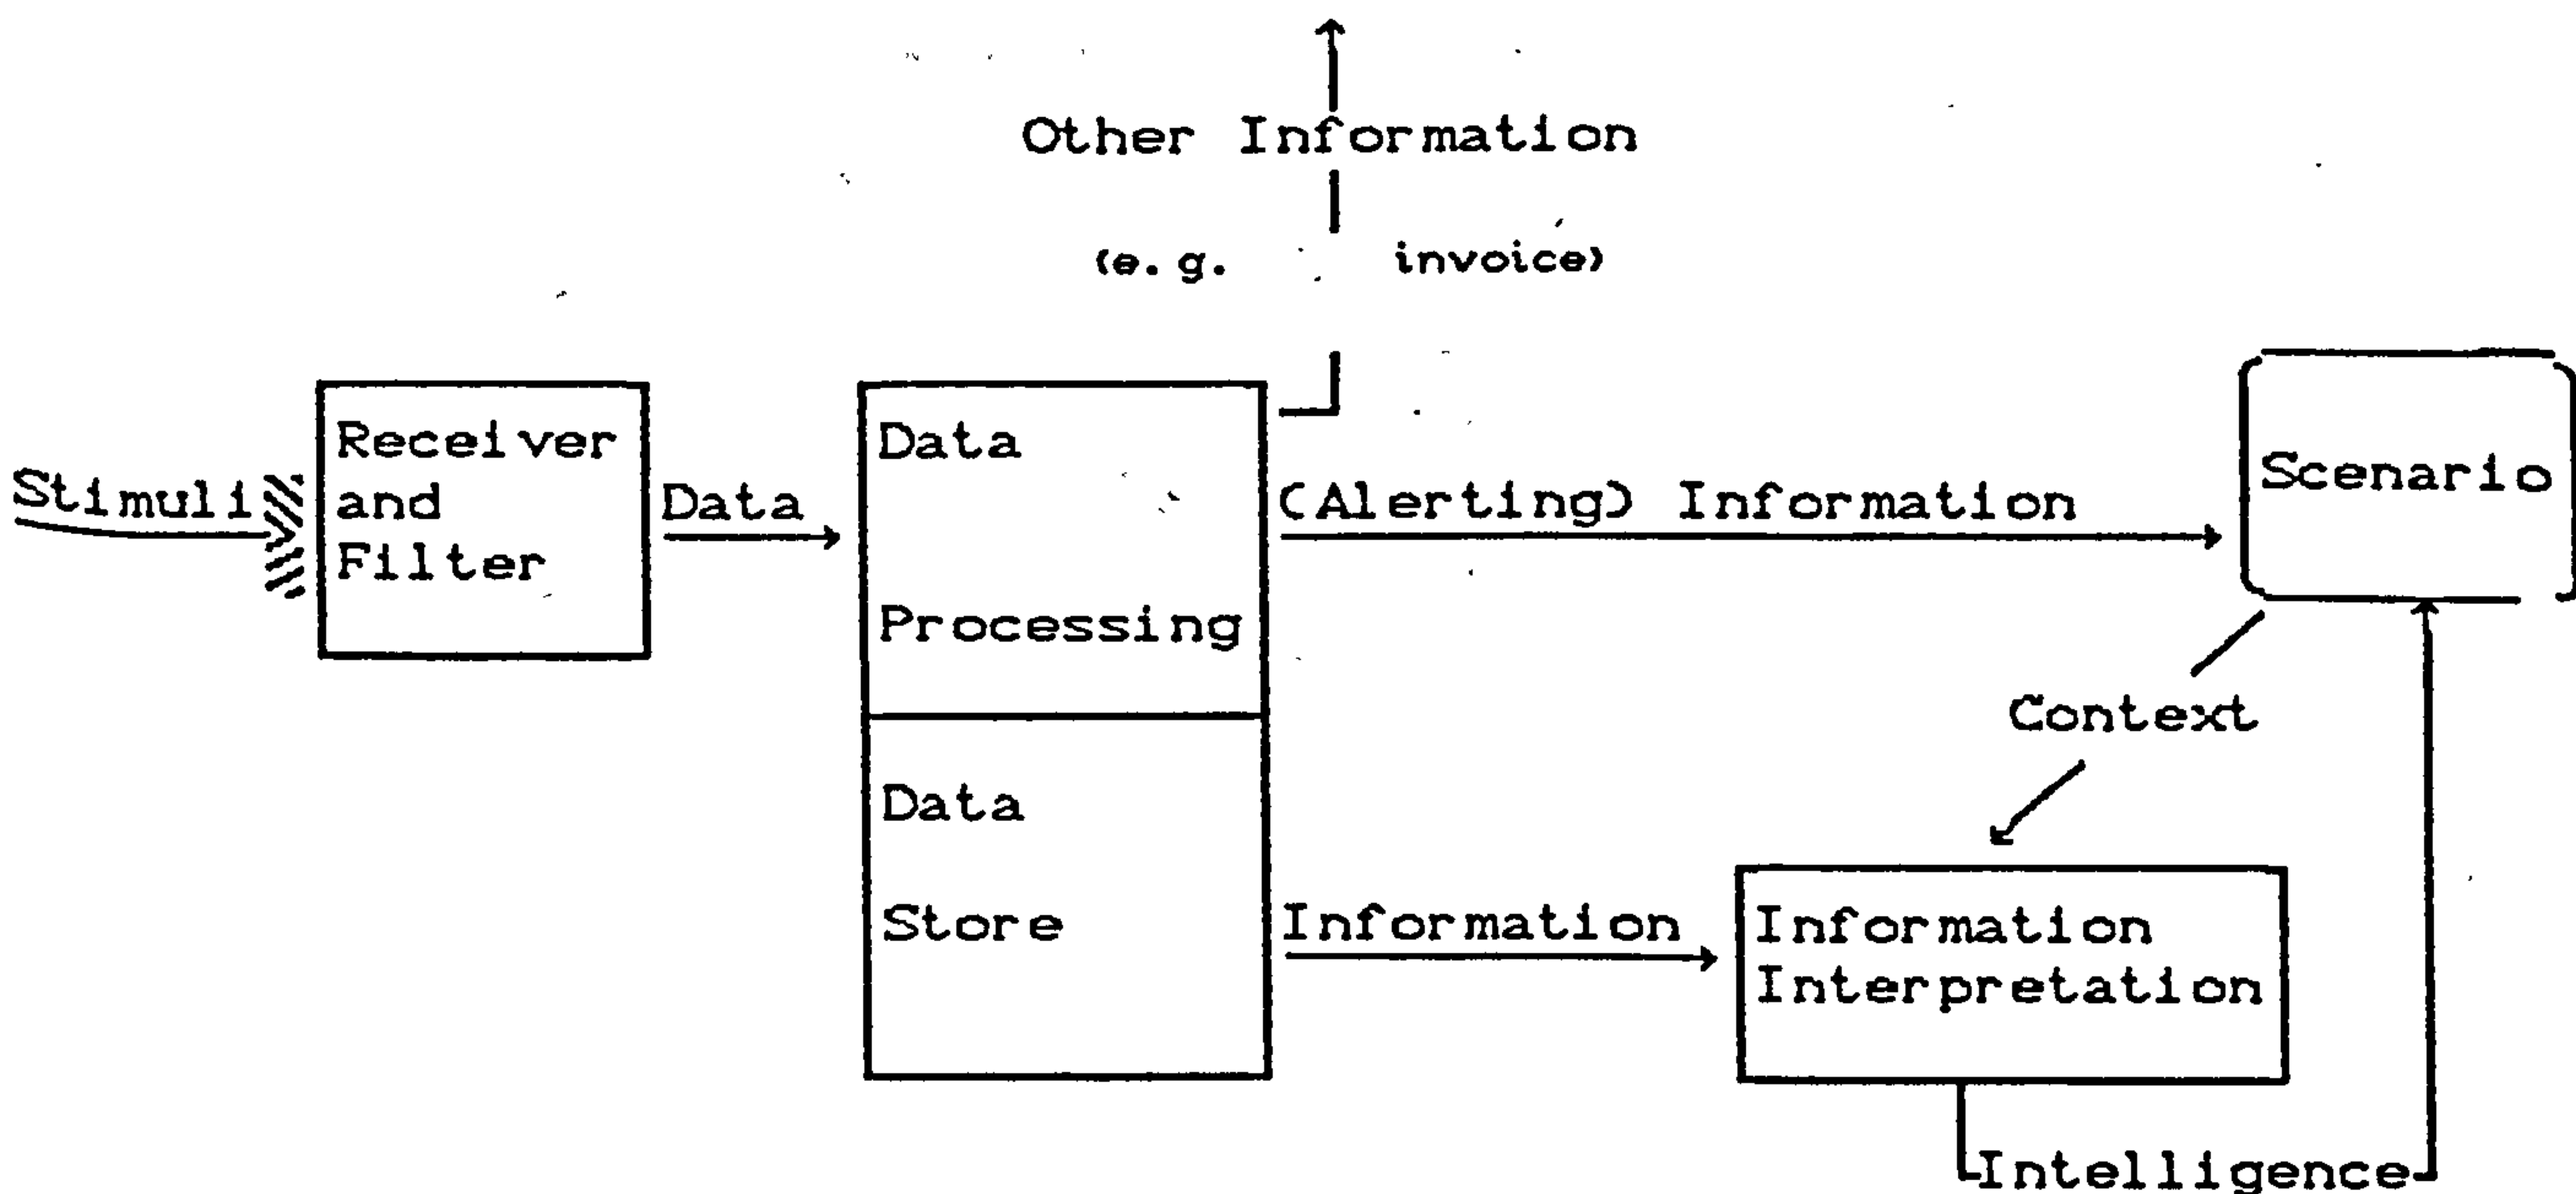 Other Information
(e.g. invoice)
Stimuli
Receiver
and
Filter
Data
Data
Processing
(Alerting) Information
Scenario
Context
Data
Store
Information
Information
Interpretation
Intelligence